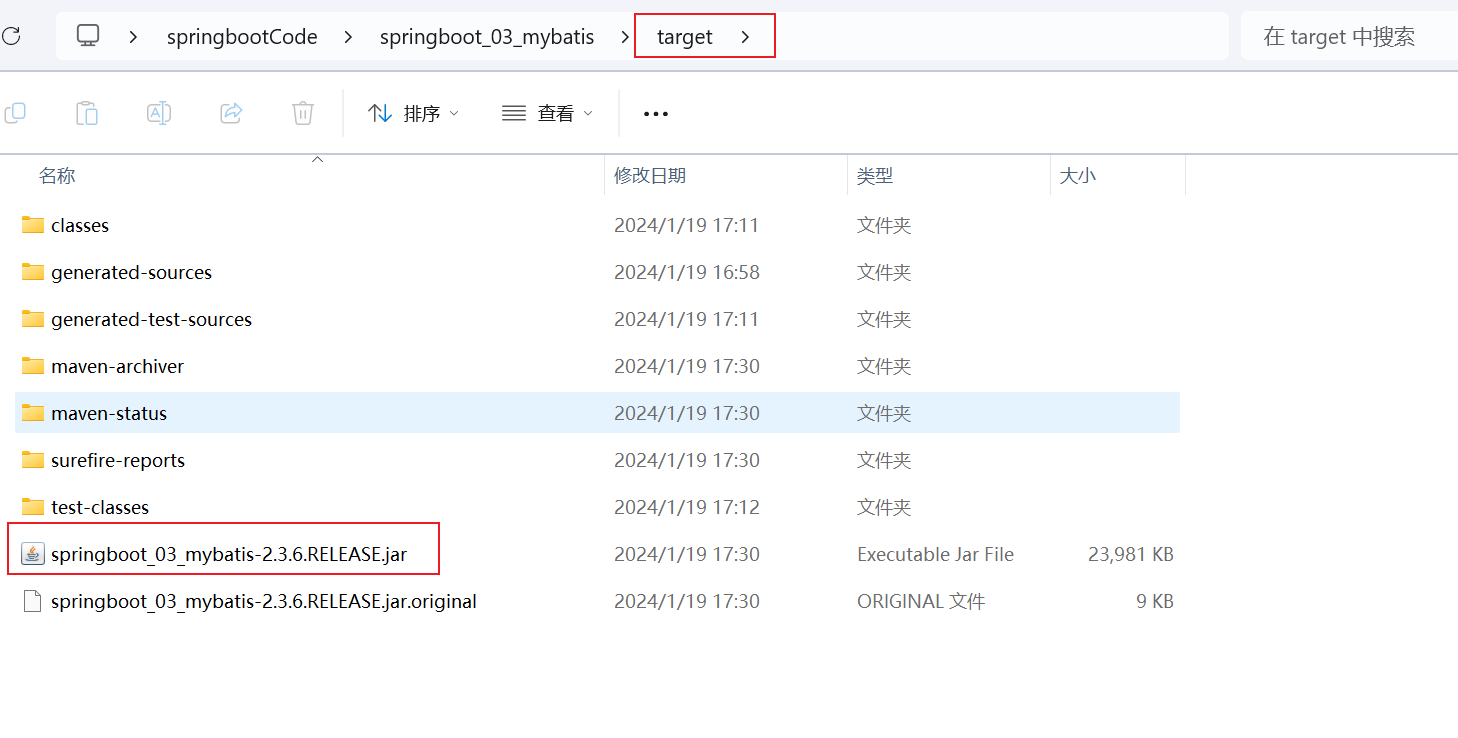 springbootCode springboot_03_mybatis target 在 target 中搜索
排序 查看
名称 修改日期 类型 大小
classes 2024/1/19 17:11 文件夹
generated-sources 2024/1/19 16:58 文件夹
generated-test-sources 2024/1/19 17:11 文件夹
maven-archiver 2024/1/19 17:30 文件夹
maven-status 2024/1/19 17:30 文件夹
surefire-reports 2024/1/19 17:30 文件夹
test-classes 2024/1/19 17:12 文件夹
springboot_03_mybatis-2.3.6.RELEASE.jar 2024/1/19 17:30 Executable Jar File 23,981 KB
springboot_03_mybatis-2.3.6.RELEASE.jar.original 2024/1/19 17:30 ORIGINAL 文件 9 KB